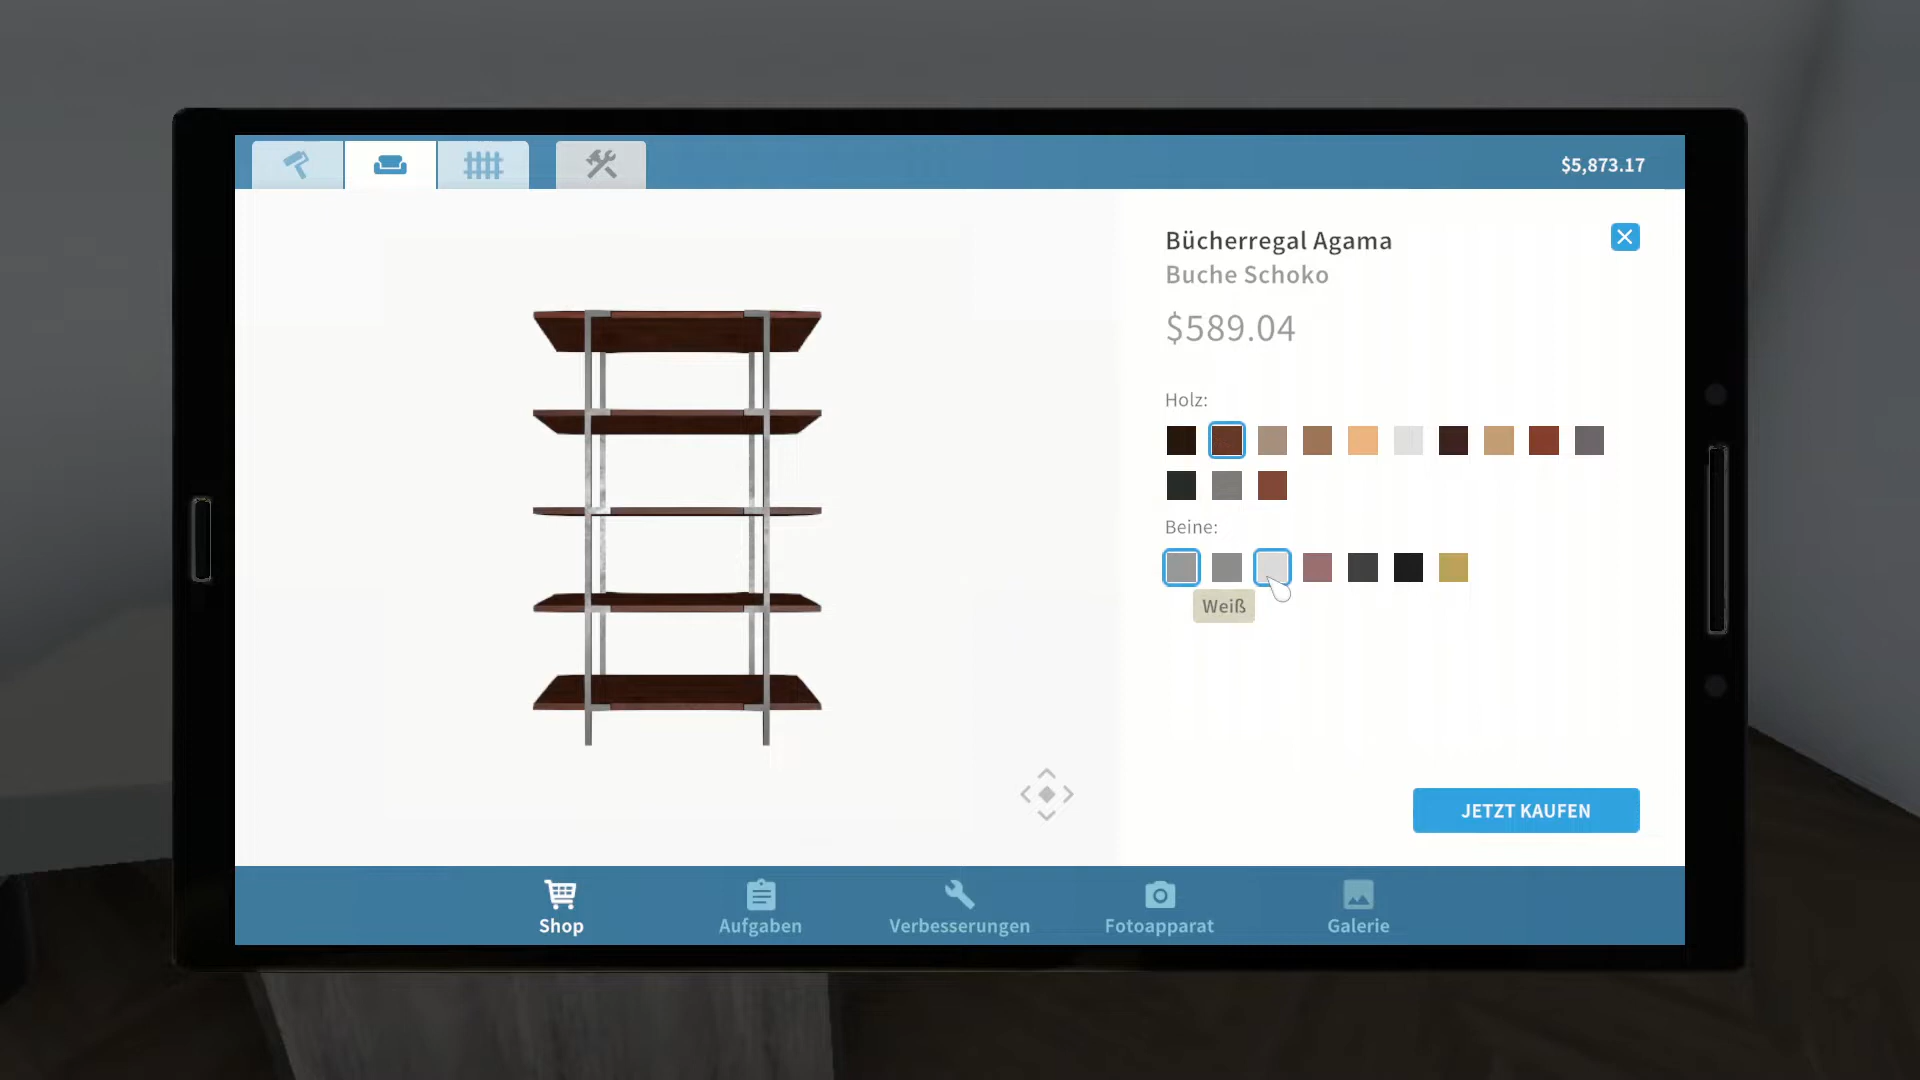 $5,873.17
Bücherregal Agama
Buche Schoko
$589.04
Holz:
Beine:
Weiß
JETZT KAUFEN
Shop
Aufgaben
Verbesserungen
Fotoapparat
Galerie